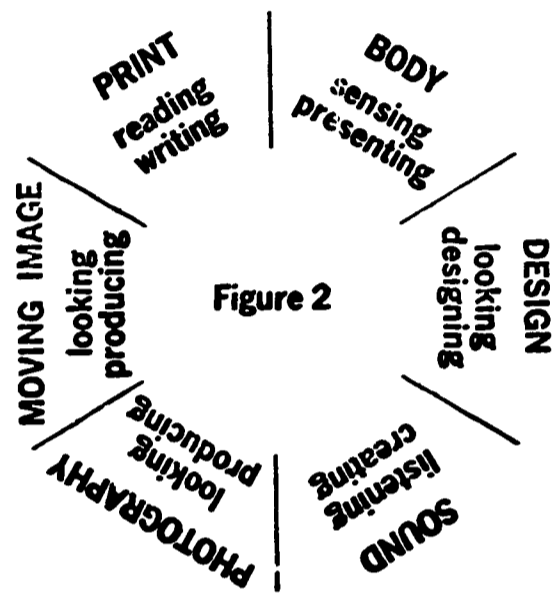 PRINT
reading
writing
BODY
sensing
presenting
DESIGN
looking
designing
SOUND
listening
creating
PHOTOGRAPHY
looking
producing
MOVING IMAGE
looking
producing
Figure 2